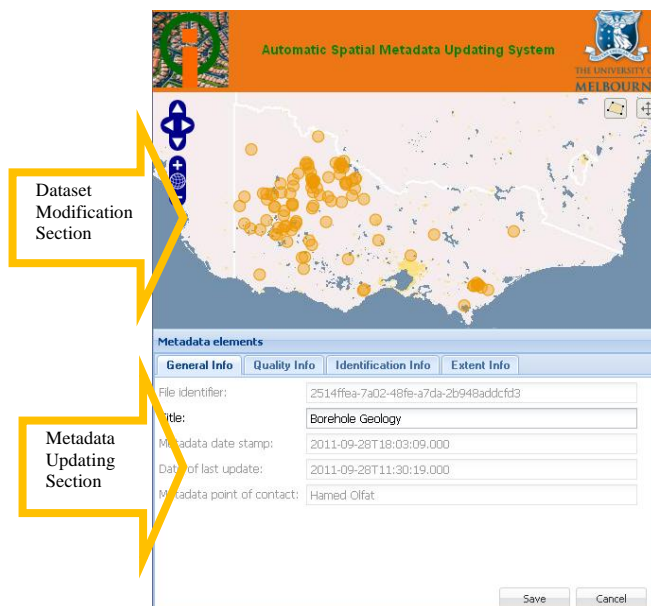 Automatic Spatial Metadata Updating System
THE UNIVERSITY O
MELBOURN
Dataset
Modification
Section
Metadata elements
General Info
Quality Info
Identification Info
Extent Info
File identifier:
2514ffea-7a02-48fe-a7da-2b948addcfd3
Title:
Borehole Geology
Metadata date stamp:
2011-09-28T18:03:09.000
Date of last update:
2011-09-28T11:30:19.000
Metadata point of contact:
Hamed Olfat
Metadata
Updating
Section
Save
Cancel